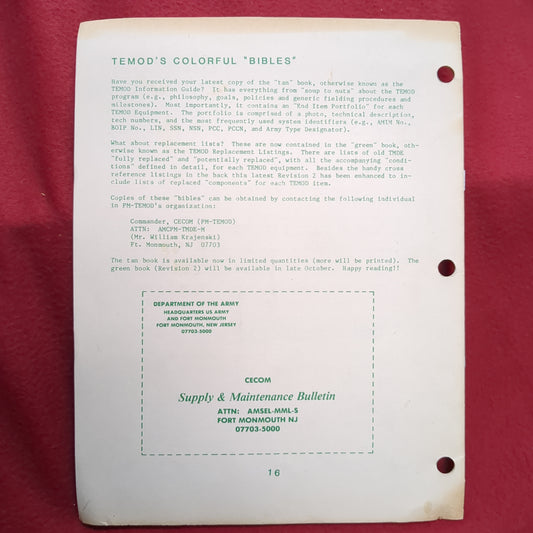 TEMOD'S COLORFUL "BIBLES"
Have you received your latest copy of the "tan" book, otherwise known as the
TEMOD Information Guide? It has everything from "soup to nuts" about the TEMOD
program (e.g., philosophy, goals, policies and generic fielding procedures and
milestones). Most importantly, it contains an "End Item Portfolio" for each
TEMOD Equipment. The portfolio is comprised of a photo, technical description,
tech numbers, and the most frequently used system identifiers (e.g., AMIM No.,
BOIP No., LIN, SSN, NSN, PCC, PCCN, and Army Type Designator).
What about replacement lists? These are now contained in the "green" book, oth-
erwise known as the TEMOD Replacement Listings. There are lists of old TMDE
"fully replaced" and "potentially replaced", with all the accompanying "condi-
tions" defined in detail, for each TEMOD equipment. Besides the handy cross
reference listings in the back this latest Revision 2 has been enhanced to in-
clude lists of replaced "components" for each TEMOD item.
Copies of these "bibles" can be obtained by contacting the following individual
in PM-TEMOD's organization:
Commander, CECOM (PM-TEMOD)
ATTN: AMCPM-TMDE-M
(Mr. William Krajenski)
Ft. Monmouth, NJ 07703
The tan book is available now in limited quantities (more will be printed). The
green book (Revision 2) will be available in late October. Happy reading!!
DEPARTMENT OF THE ARMY
HEADQUARTERS US ARMY
AND FORT MONMOUTH
FORT MONMOUTH, NEW JERSEY
07703-5000
CECOM
Supply & Maintenance Bulletin
ATTN: AMSEL-MML-S
FORT MONMOUTH NJ
07703-5000
16